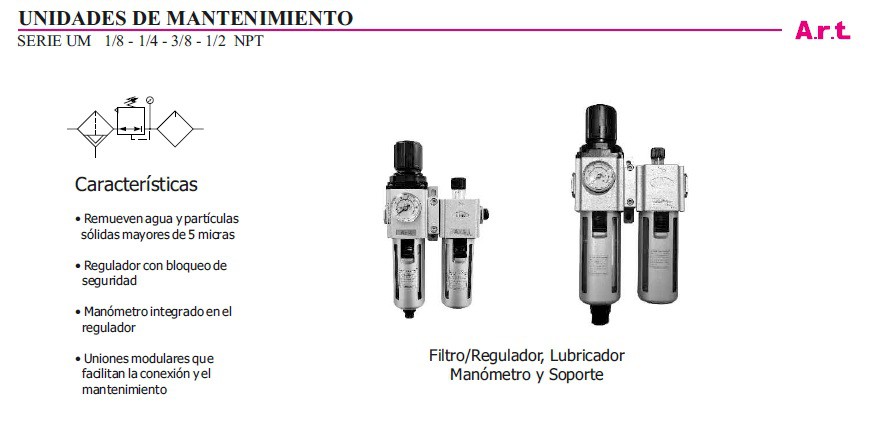 UNIDADES DE MANTENIMIENTO
SERIE UM 1/8 - 1/4 - 3/8 - 1/2 NPT
A.r.t.
Características
• Remueven agua y partículas
sólidas mayores de 5 micras
• Regulador con bloqueo de
seguridad
• Manómetro integrado en el
regulador
• Uniones modulares que
facilitan la conexión y el
mantenimiento
Filtro/Regulador, Lubricador
Manómetro y Soporte